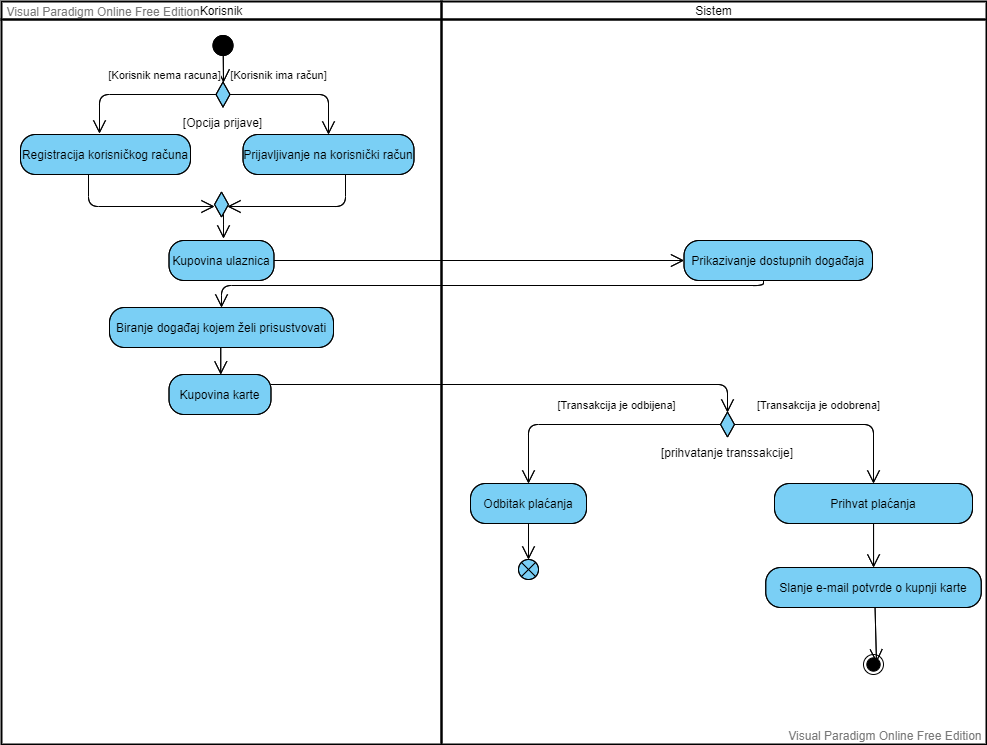 Visual Paradigm Online Free Edition
Korisnik
Sistem
[Korisnik nema racuna]
[Korisnik ima račun]
[Opcija prijave]
Registracija korisničkog računa
Prijavljivanje na korisnički račun
Kupovina ulaznica
Prikazivanje dostupnih događaja
Biranje događaj kojem želi prisustvovati
Kupovina karte
[Transakcija je odbijena]
[Transakcija je odobrena]
[prihvatanje transsakcije]
Odbitak plaćanja
Prihvat plaćanja
Slanje e-mail potvrde o kupnji karte
Visual Paradigm Online Free Edition